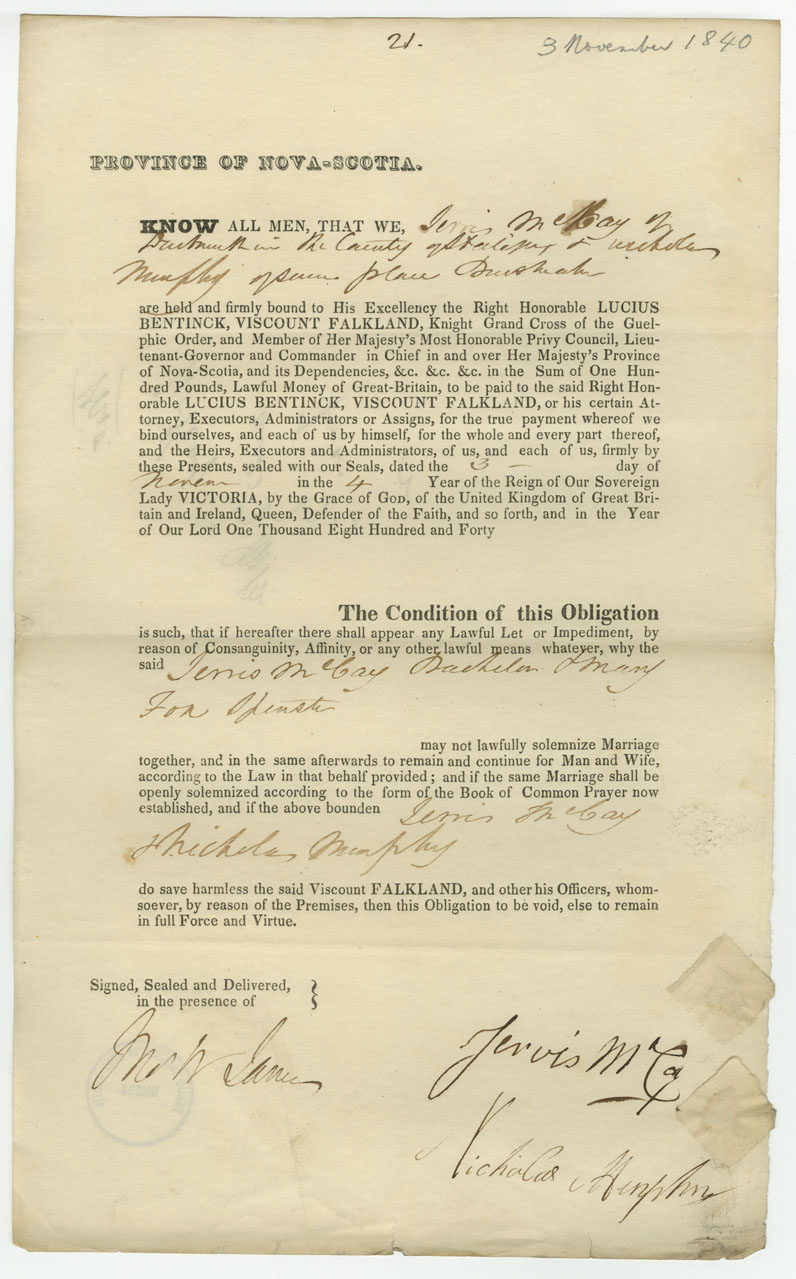 21.
3 November 1840
PROVINCE OF NOVA-SCOTIA.
KNOW ALL MEN, THAT WE, Jervis McCay of
Dartmouth in the County of Halifax & Nicholas
Murphy of same place
are held and firmly bound to His Excellency the Right Honorable LUCIUS
BENTINCK, VISCOUNT FALKLAND, Knight Grand Cross of the Guel-
phic Order, and Member of Her Majesty's Most Honorable Privy Council, Lieu-
tenant-Governor and Commander in Chief in and over Her Majesty's Province
of Nova-Scotia, and its Dependencies, &c. &c. &c. in the Sum of One Hun-
dred Pounds, Lawful Money of Great-Britain, to be paid to the said Right Hon-
orable LUCIUS BENTINCK, VISCOUNT FALKLAND, or his certain At-
torney, Executors, Administrators or Assigns, for the true payment whereof we
bind ourselves, and each of us by himself, for the whole and every part thereof,
and the Heirs, Executors and Administrators, of us, and each of us, firmly by
these Presents, sealed with our Seals, dated the 3 – day of
Novem in the 4 Year of the Reign of Our Sovereign
Lady VICTORIA, by the Grace of GOD, of the United Kingdom of Great Bri-
tain and Ireland, Queen, Defender of the Faith, and so forth, and in the Year
of Our Lord One Thousand Eight Hundred and Forty
The Condition of this Obligation
is such, that if hereafter there shall appear any Lawful Let or Impediment, by
reason of Consanguinity, Affinity, or any other lawful means whatever, why the
said Jervis McCay Bachelor & Mary
Fox Spinster
may not lawfully solemnize Marriage
together, and in the same afterwards to remain and continue for Man and Wife,
according to the Law in that behalf provided; and if the same Marriage shall be
openly solemnized according to the form of the Book of Common Prayer now
established, and if the above bounden Jervis McCay
& Nicholas Murphy
do save harmless the said Viscount FALKLAND, and other his Officers, whom-
soever, by reason of the Premises, then this Obligation to be void, else to remain
in full Force and Virtue.
Signed, Sealed and Delivered,
in the presence of
Thos W James
Jervis McCay
Nicholas Murphy